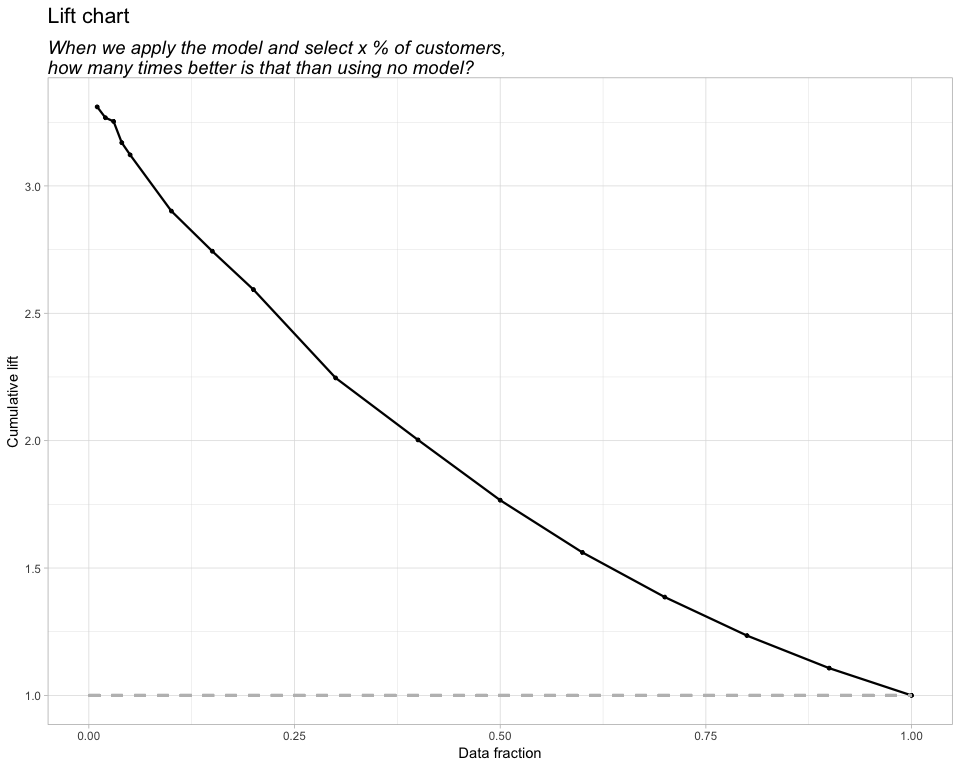 Lift chart
When we apply the model and select x % of customers,
how many times better is that than using no model?
3.0
2.5
2.0
1.5
1.0
Cumulative lift
0.00
0.25
0.50
0.75
1.00
Data fraction